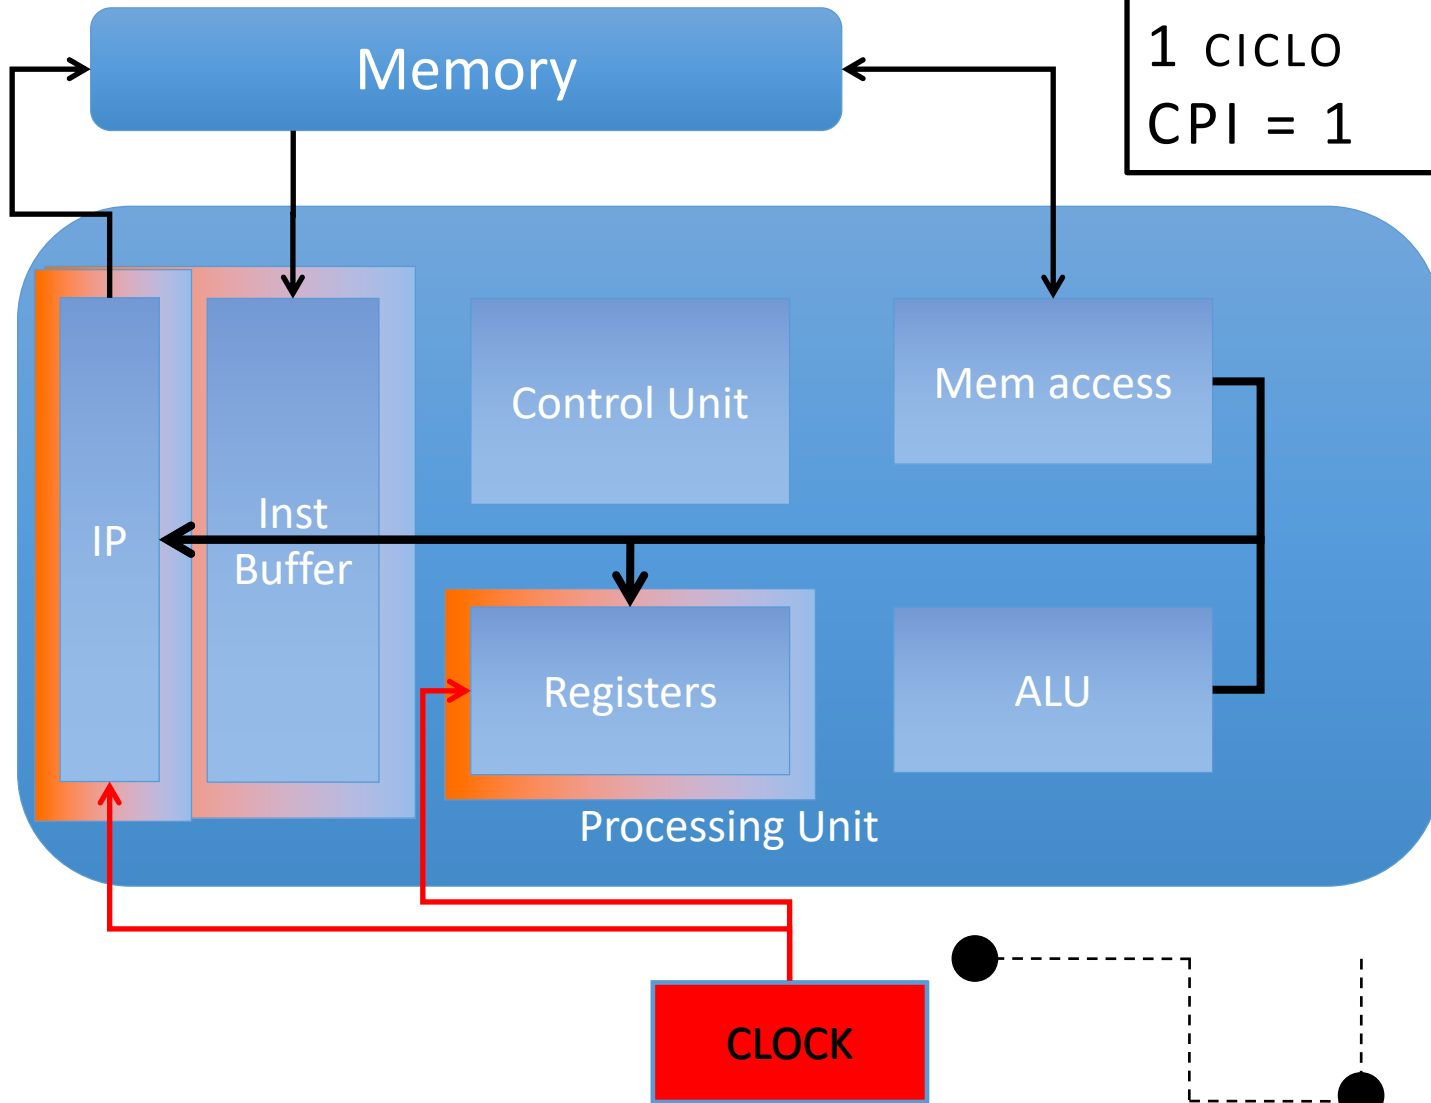 Memory
1 CICLO
CPI = 1
Control Unit
Mem access
IP
Inst
Buffer
Registers
ALU
Processing Unit
CLOCK